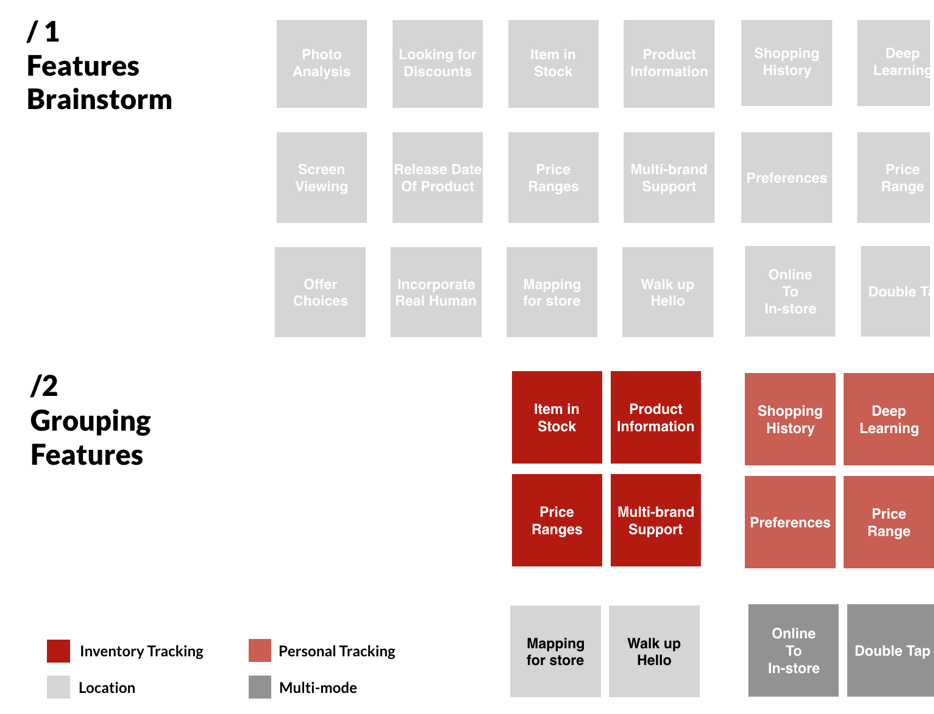 / 1
Features
Brainstorm
Photo
Analysis
Looking for
Discounts
Item in
Stock
Product
Information
Shopping
History
Deep
Learning
Screen
Viewing
Release Date
Of Product
Price
Ranges
Multi-brand
Support
Preferences
Price
Range
Offer
Choices
Incorporate
Real Human
Mapping
for store
Walk up
Hello
Online
To
In-store
Double Ta
/2
Grouping
Features
Item in
Stock
Product
Information
Shopping
History
Deep
Learning
Price
Ranges
Multi-brand
Support
Preferences
Price
Range
Mapping
for store
Walk up
Hello
Online
To
In-store
Double Tap
Inventory Tracking
Personal Tracking
Location
Multi-mode